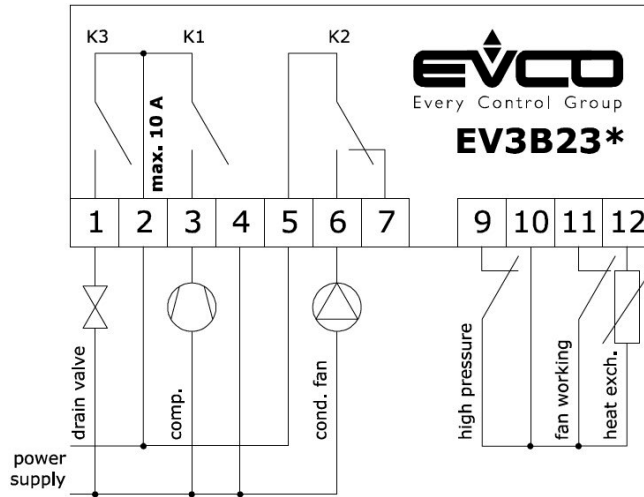 K3
K1
K2
max. 10 A
EVCO
Every Control Group
EV3B23*
1 2 3 4 5 6 7
9 10 11 12
drain valve
comp.
cond. fan
high pressure
fan working
heat exch.
power
supply